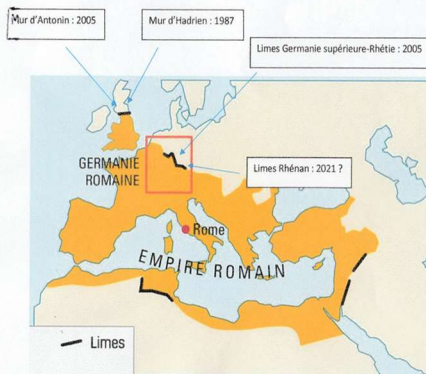 Mur d'Antonin : 2005
Mur d'Hadrien : 1987
Limes Germanie supérieure-Rhétie : 2005
GERMANIE
ROMAINE
Limes Rhénan : 2021 ?
Rome
EMPIRE ROMAIN
Limes